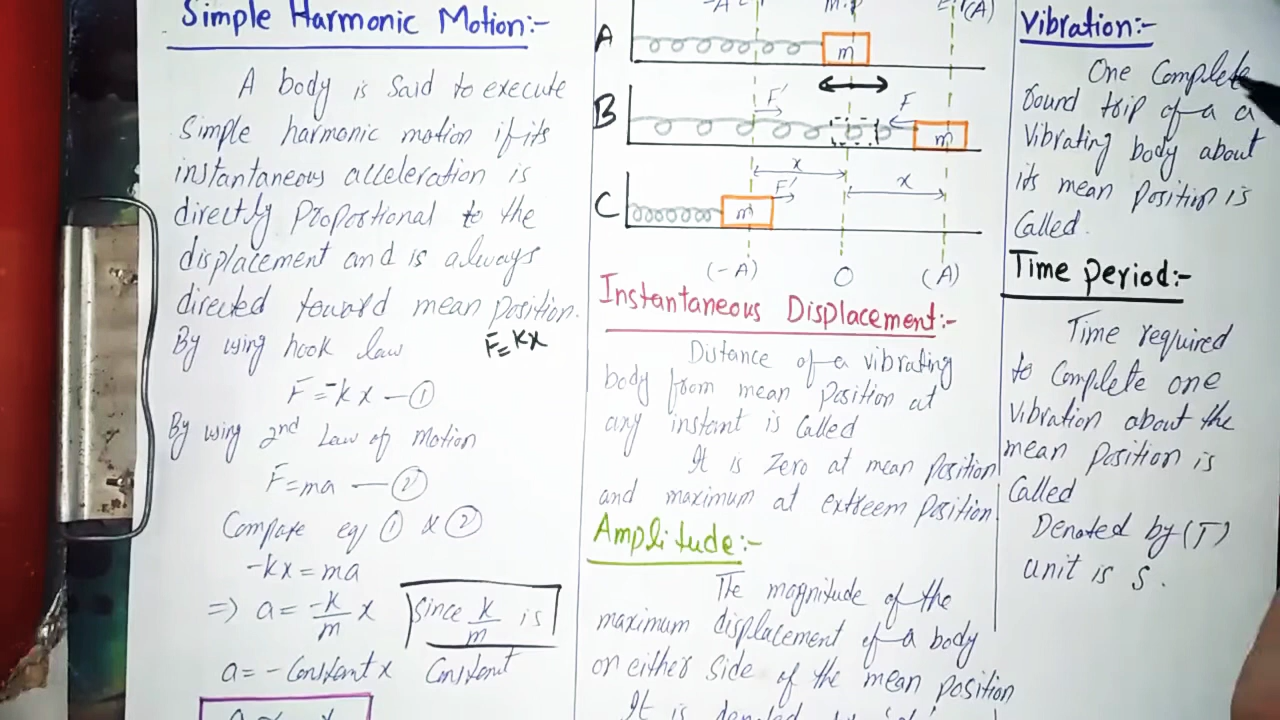 Simple Harmonic Motion:-
A body is said to execute
Simple harmonic motion if its
instantaneous acceleration is
directly proportional to the
displacement and is always
directed toward mean position.
By using hook law F=kx
F=-kx —①
By using 2nd Law of motion
F=ma —②
Compare eq ① & ②
-kx=ma
=> a=-k/m x
Since k/m is
Constant
a=-Constant x
A
m
B
F'
F
m
x
x
C
F'
m
(-A) O (A)
Instantaneous Displacement:-
Distance of a vibrating
body from mean Position at
any instant is Called
It is Zero at mean Position
and maximum at extreem Position.
Amplitude:-
The magnitude of the
maximum displacement of a body
on either side of the mean position
Vibration:-
One Complete
round trip of a a
Vibrating body about
its mean position is
Called.
Time period:-
Time required
to Complete one
Vibration about the
mean Position is
Called
Denoted by (T)
unit is S.